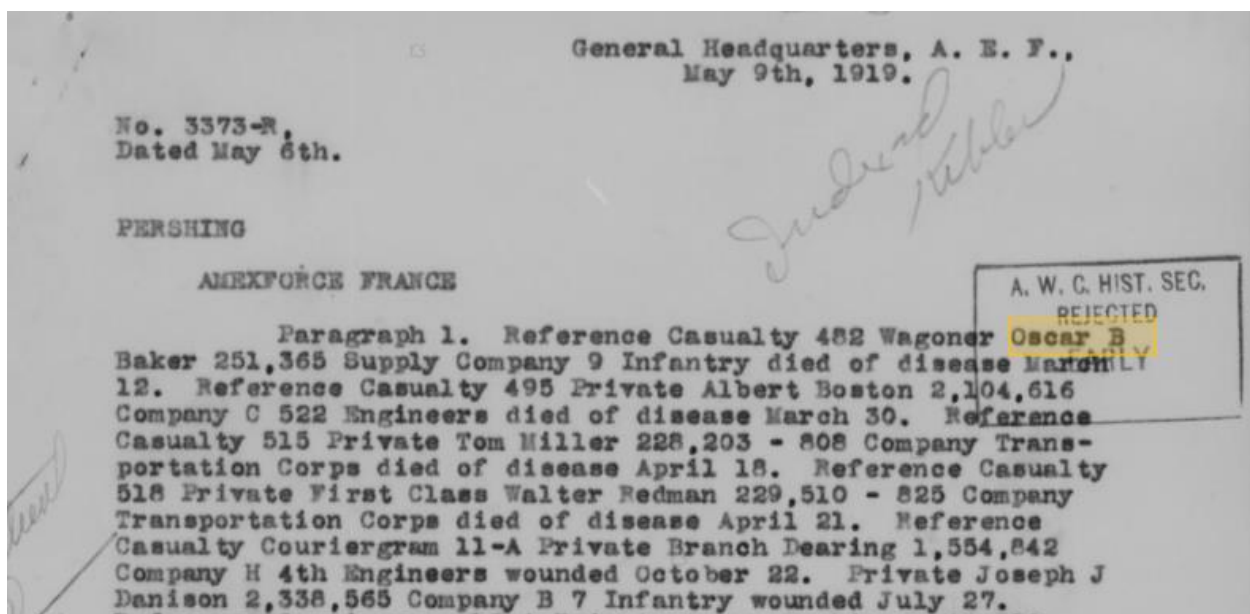 General Headquarters, A. E. F.,
May 9th, 1919.
No. 3373-R,
Dated May 6th.
PERSHING
AMEXFORCE FRANCE
A. W. C. HIST. SEC.
REJECTED
EARLY
Paragraph 1. Reference Casualty 482 Wagoner Oscar B
Baker 251,365 Supply Company 9 Infantry died of disease March
12. Reference Casualty 495 Private Albert Boston 2,104,616
Company C 522 Engineers died of disease March 30. Reference
Casualty 515 Private Tom Miller 228,203 - 808 Company Trans-
portation Corps died of disease April 18. Reference Casualty
518 Private First Class Walter Redman 229,510 - 825 Company
Transportation Corps died of disease April 21. Reference
Casualty Couriergram 11-A Private Branch Dearing 1,554,842
Company H 4th Engineers wounded October 22. Private Joseph J
Danison 2,338,565 Company B 7 Infantry wounded July 27.